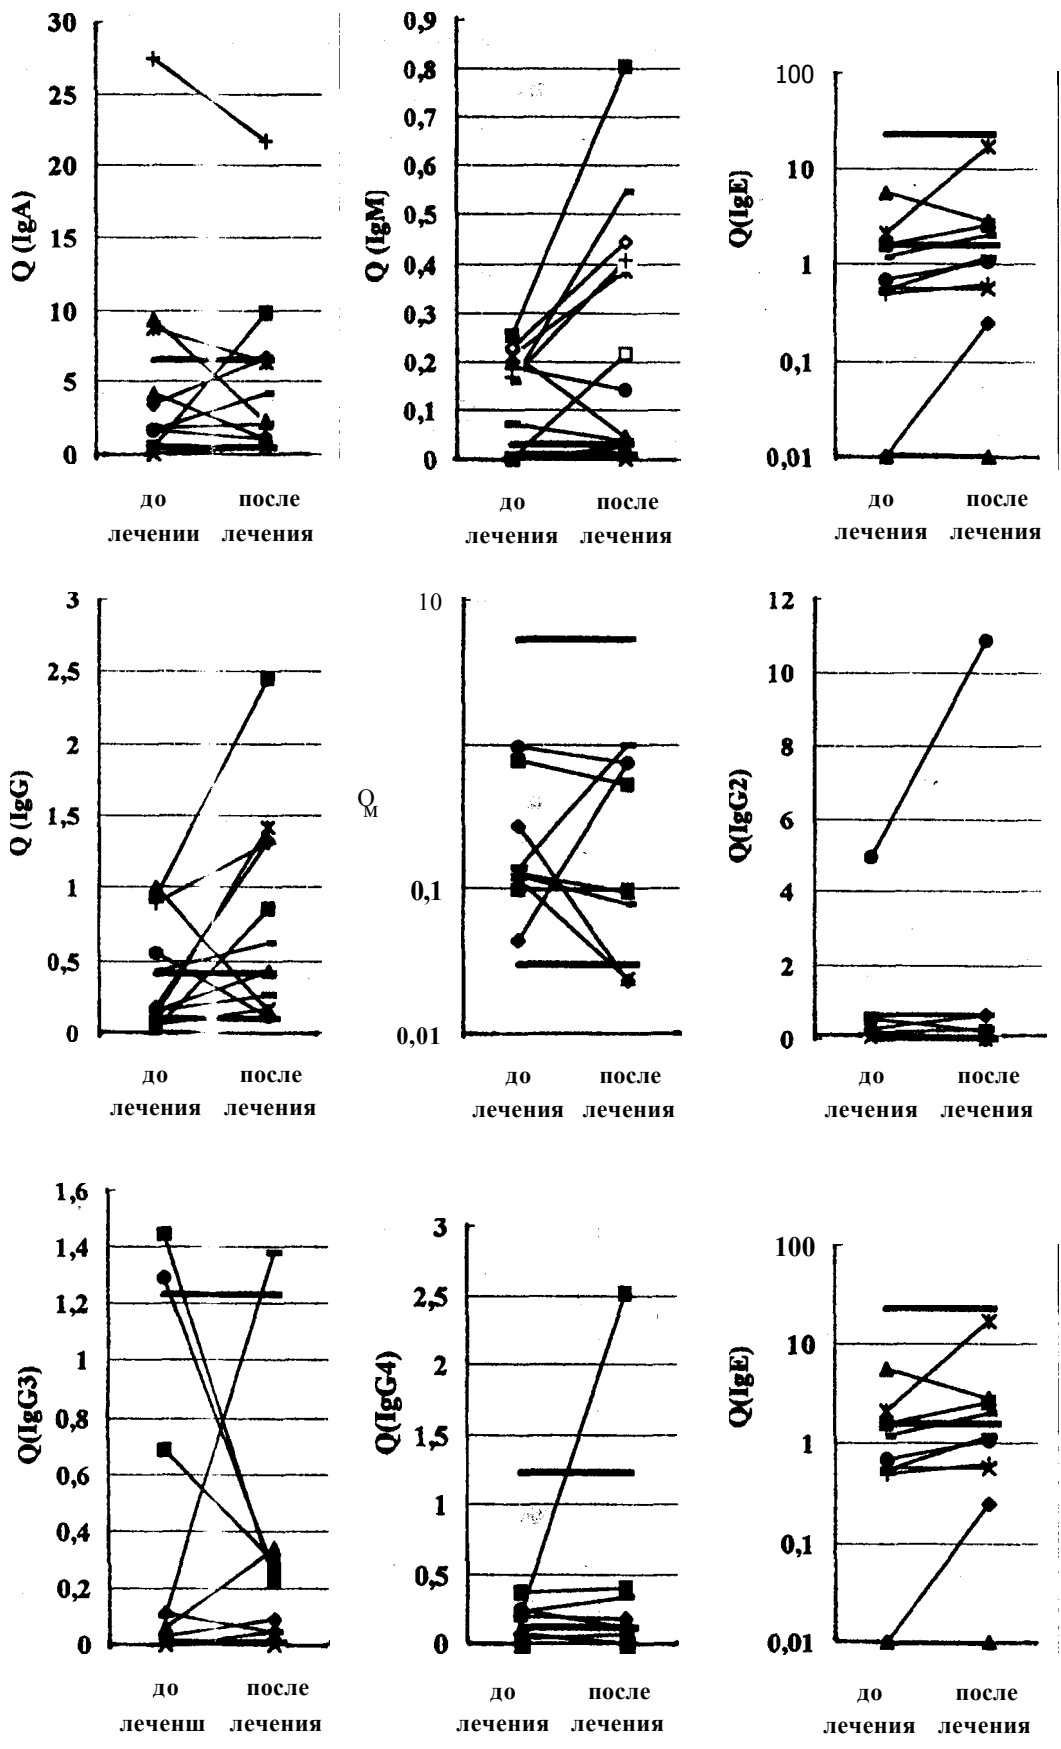 30
25
20
15
10
5
0
Q (IgA)
до после
лечении лечения
0,9
0,8
0,7
0,6
0,5
0,4
0,3
0,2
0,1
0
Q (IgM)
до после
лечения лечения
100
10
1
0,1
0,01
Q(IgE)
до после
лечения лечения
3
2,5
2
1,5
1
0,5
0
Q (IgG)
до после
лечения лечения
10
0,1
0,01
Q
М
до после
лечения лечения
12
10
8
6
4
2
0
Q(IgG2)
до после
лечения лечения
1,6
1,4
1,2
1
0,8
0,6
0,4
0,2
0
Q(IgG3)
до после
леченш лечения
3
2,5
2
1,5
1
0,5
0
Q(IgG4)
до после
лечения лечения
100
10
1
0,1
0,01
Q(IgE)
до после
лечения лечения